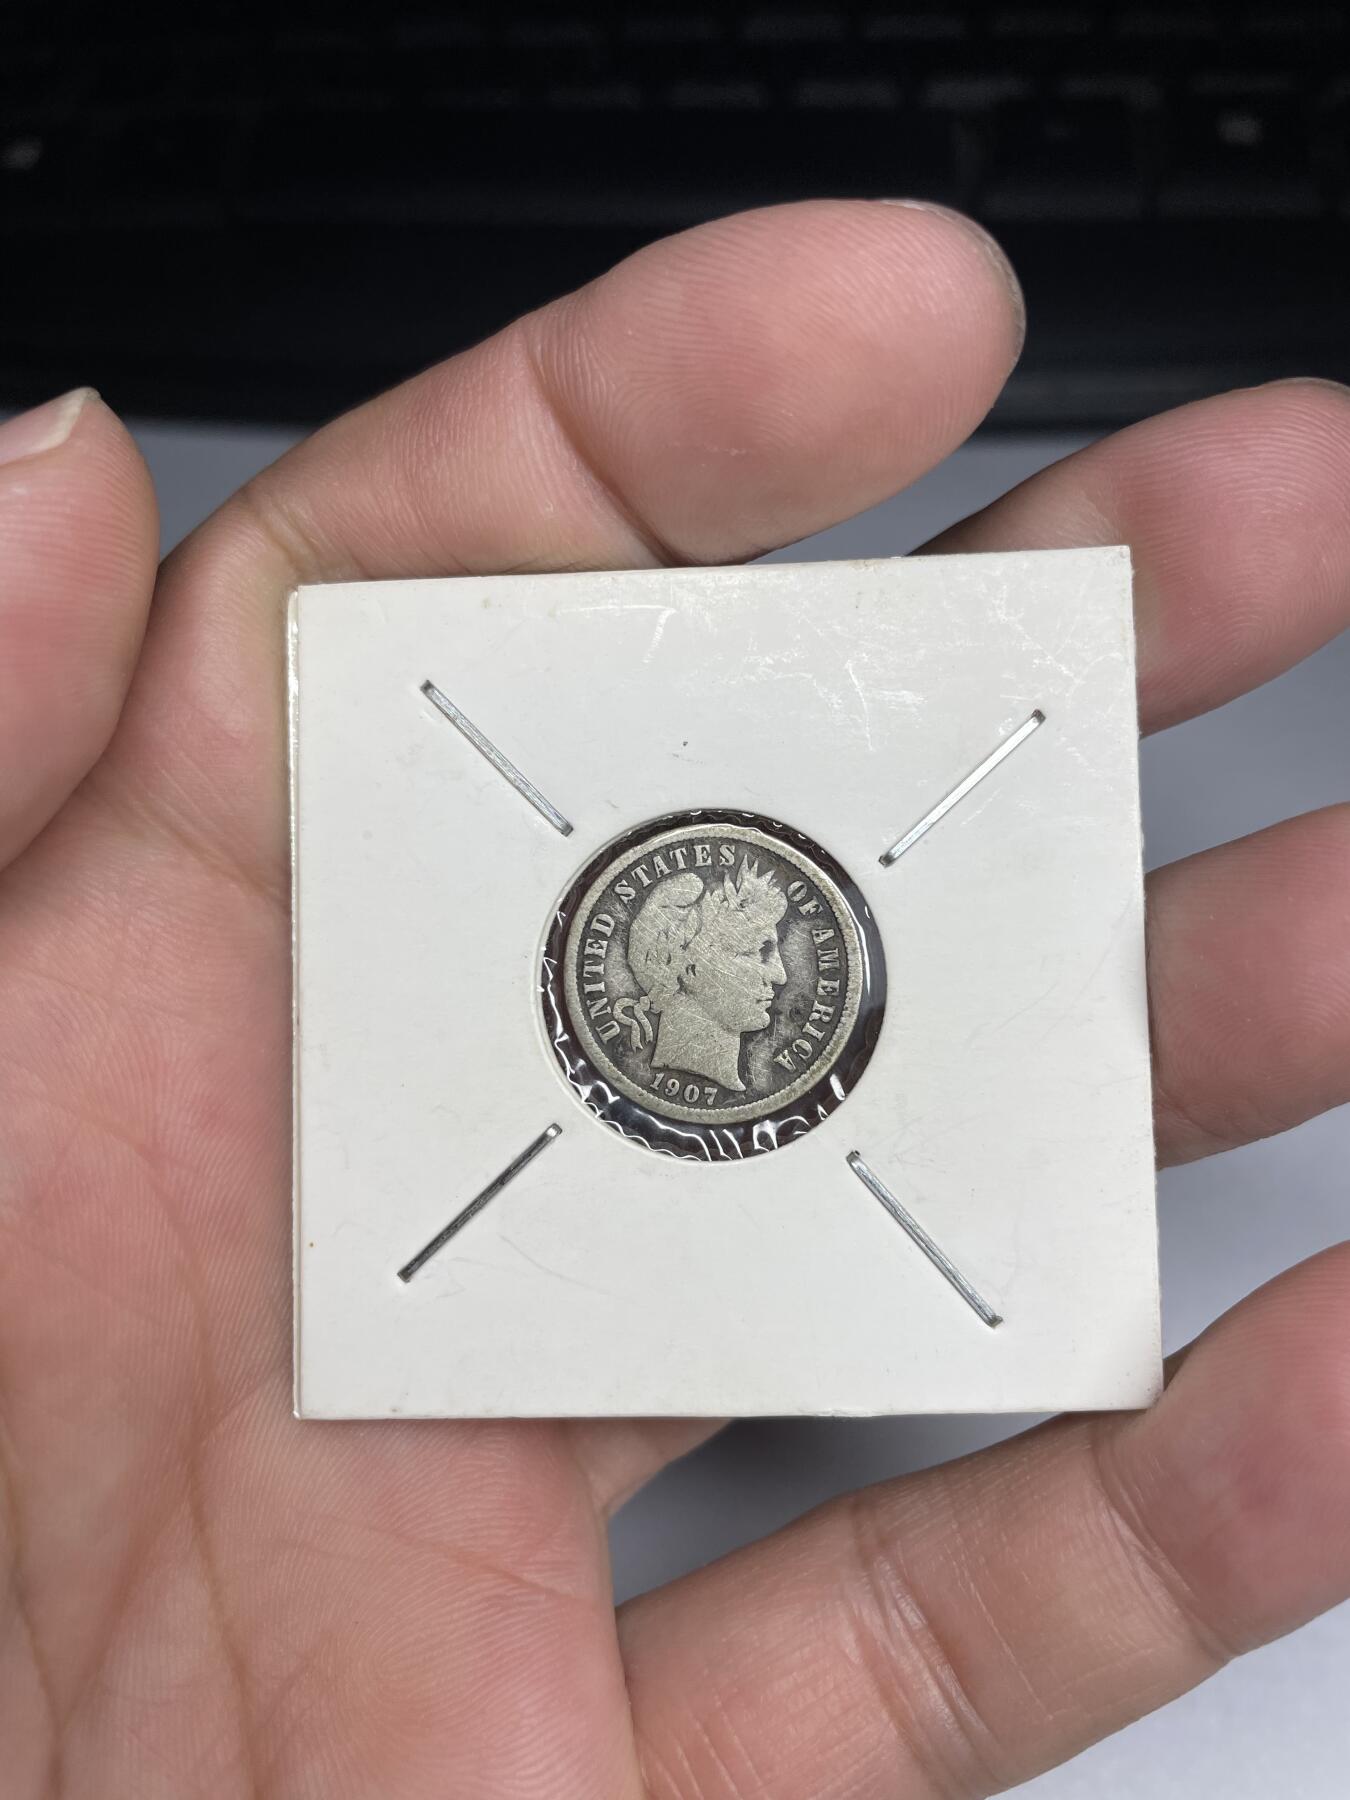 UNITED STATES OF AMERICA
1907